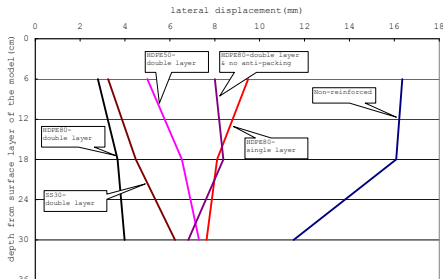 lateral displacement(mm)
0 2 4 6 8 10 12 14 16 18
depth from surface layer of the model(cm)
0
6
12
18
24
30
36
HDPE50-
double layer
HDPE80-double layer
& no anti-packing
Non-reinforced
HDPE80-
double layer
HDPE80-
single layer
SS30-
double layer